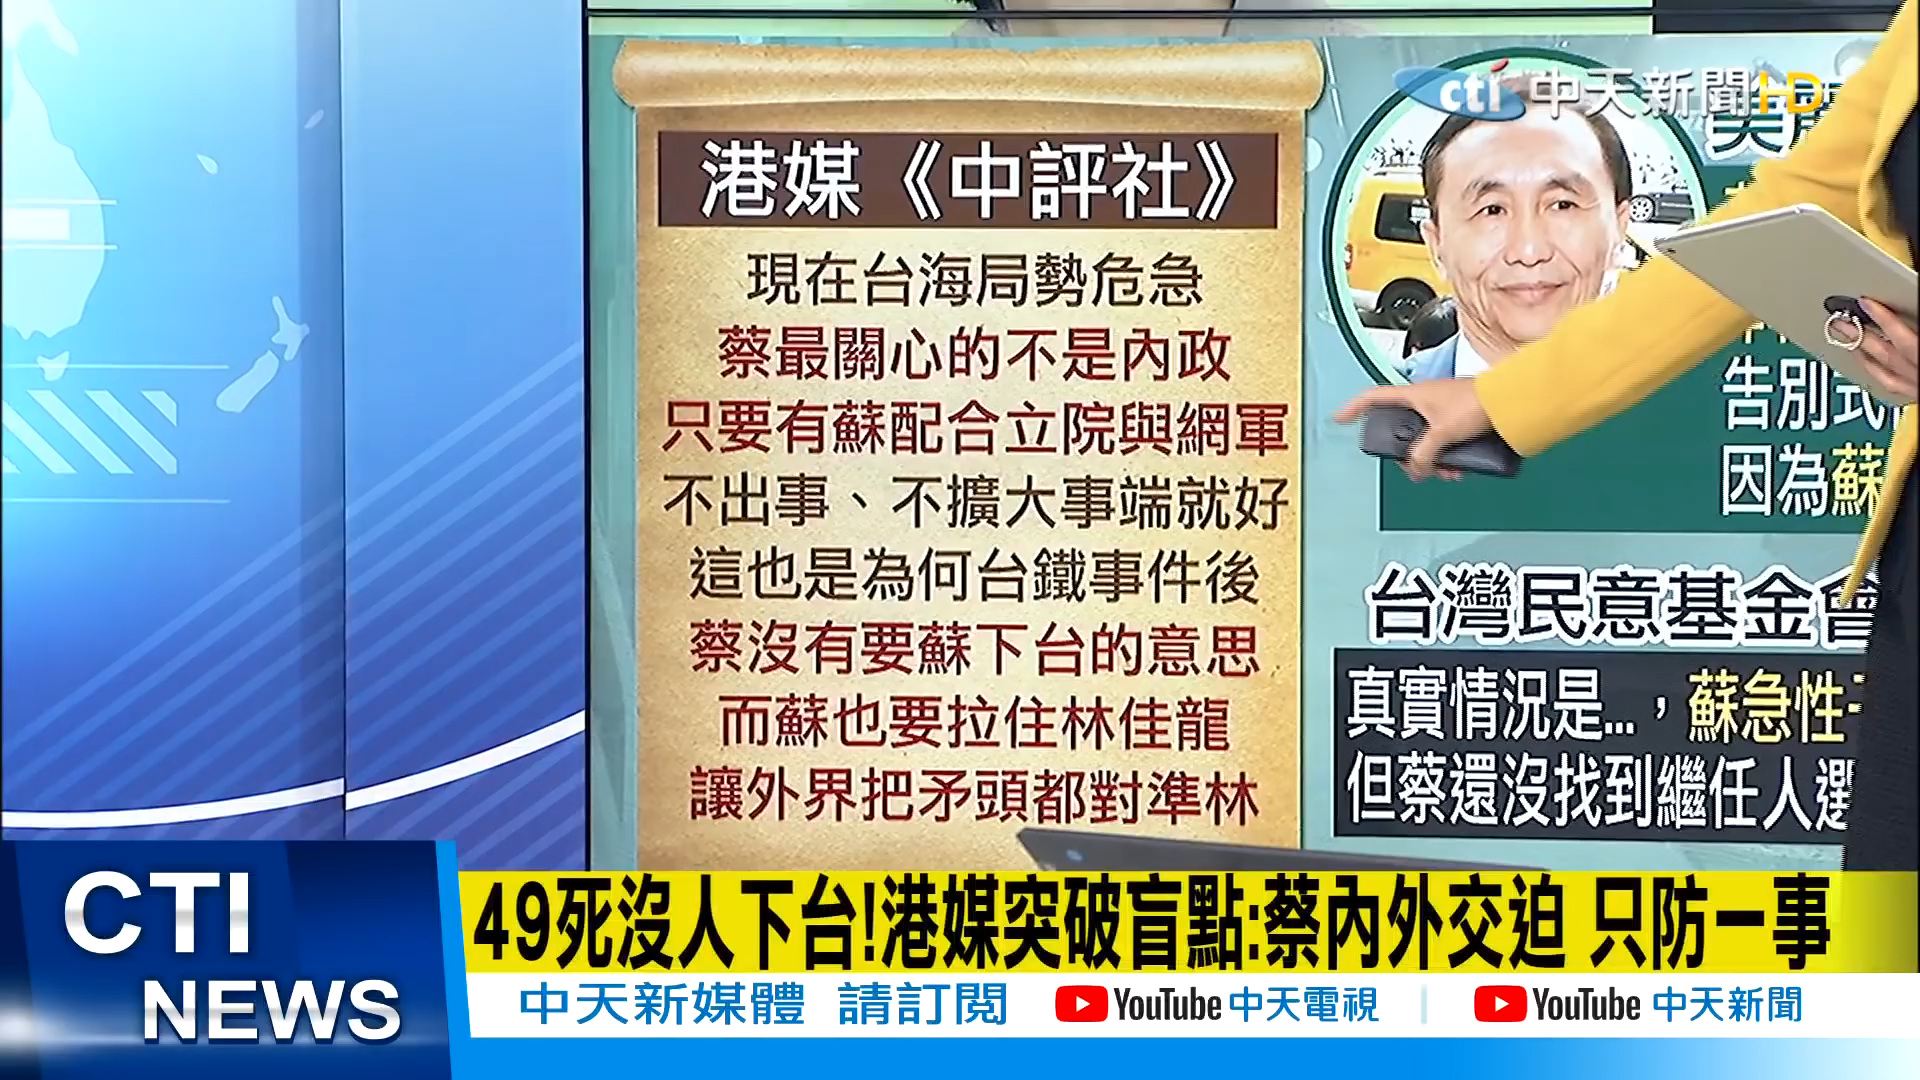 cti 中天新聞HD
港媒《中評社》
現在台海局勢危急
蔡最關心的不是內政
只要有蘇配合立院與網軍
不出事、不擴大事端就好
這也是為何台鐵事件後
蔡沒有要蘇下台的意思
而蘇也要拉住林佳龍
讓外界把矛頭都對準林
告別式
因為蘇
台灣民意基金會
真實情況是...，蘇急性子
但蔡還沒找到繼任人選
CTI
NEWS
49死沒人下台!港媒突破盲點:蔡內外交迫 只防一事
中天新媒體 請訂閱 YouTube 中天電視 | YouTube 中天新聞